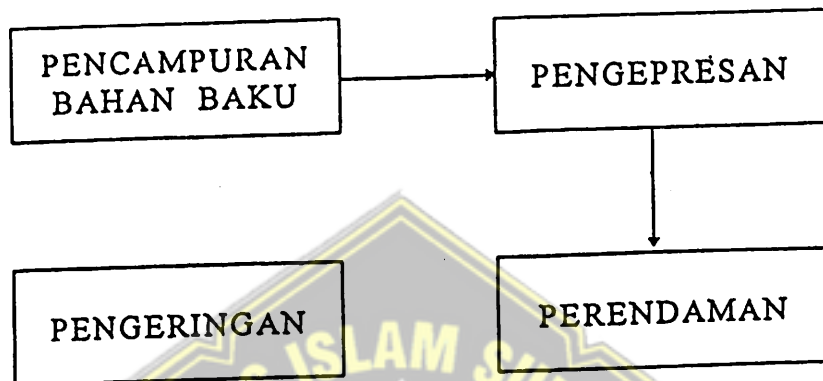 PENCAMPURAN
BAHAN BAKU
PENGEPRESAN
PENGERINGAN
PERENDAMAN
ISLAM